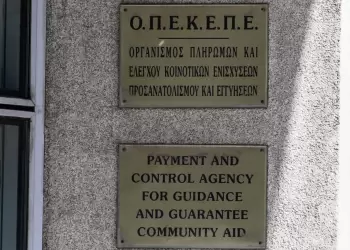 Ο.Π.Ε.Κ.Ε.Π.Ε.
ΟΡΓΑΝΙΣΜΟΣ ΠΛΗΡΩΜΩΝ ΚΑΙ
ΕΛΕΓΧΟΥ ΚΟΙΝΟΤΙΚΩΝ ΕΝΙΣΧΥΣΕΩΝ
ΠΡΟΣΑΝΑΤΟΛΙΣΜΟΥ ΚΑΙ ΕΓΓΥΗΣΕΩΝ
PAYMENT AND
CONTROL AGENCY
FOR GUIDANCE
AND GUARANTEE
COMMUNITY AID